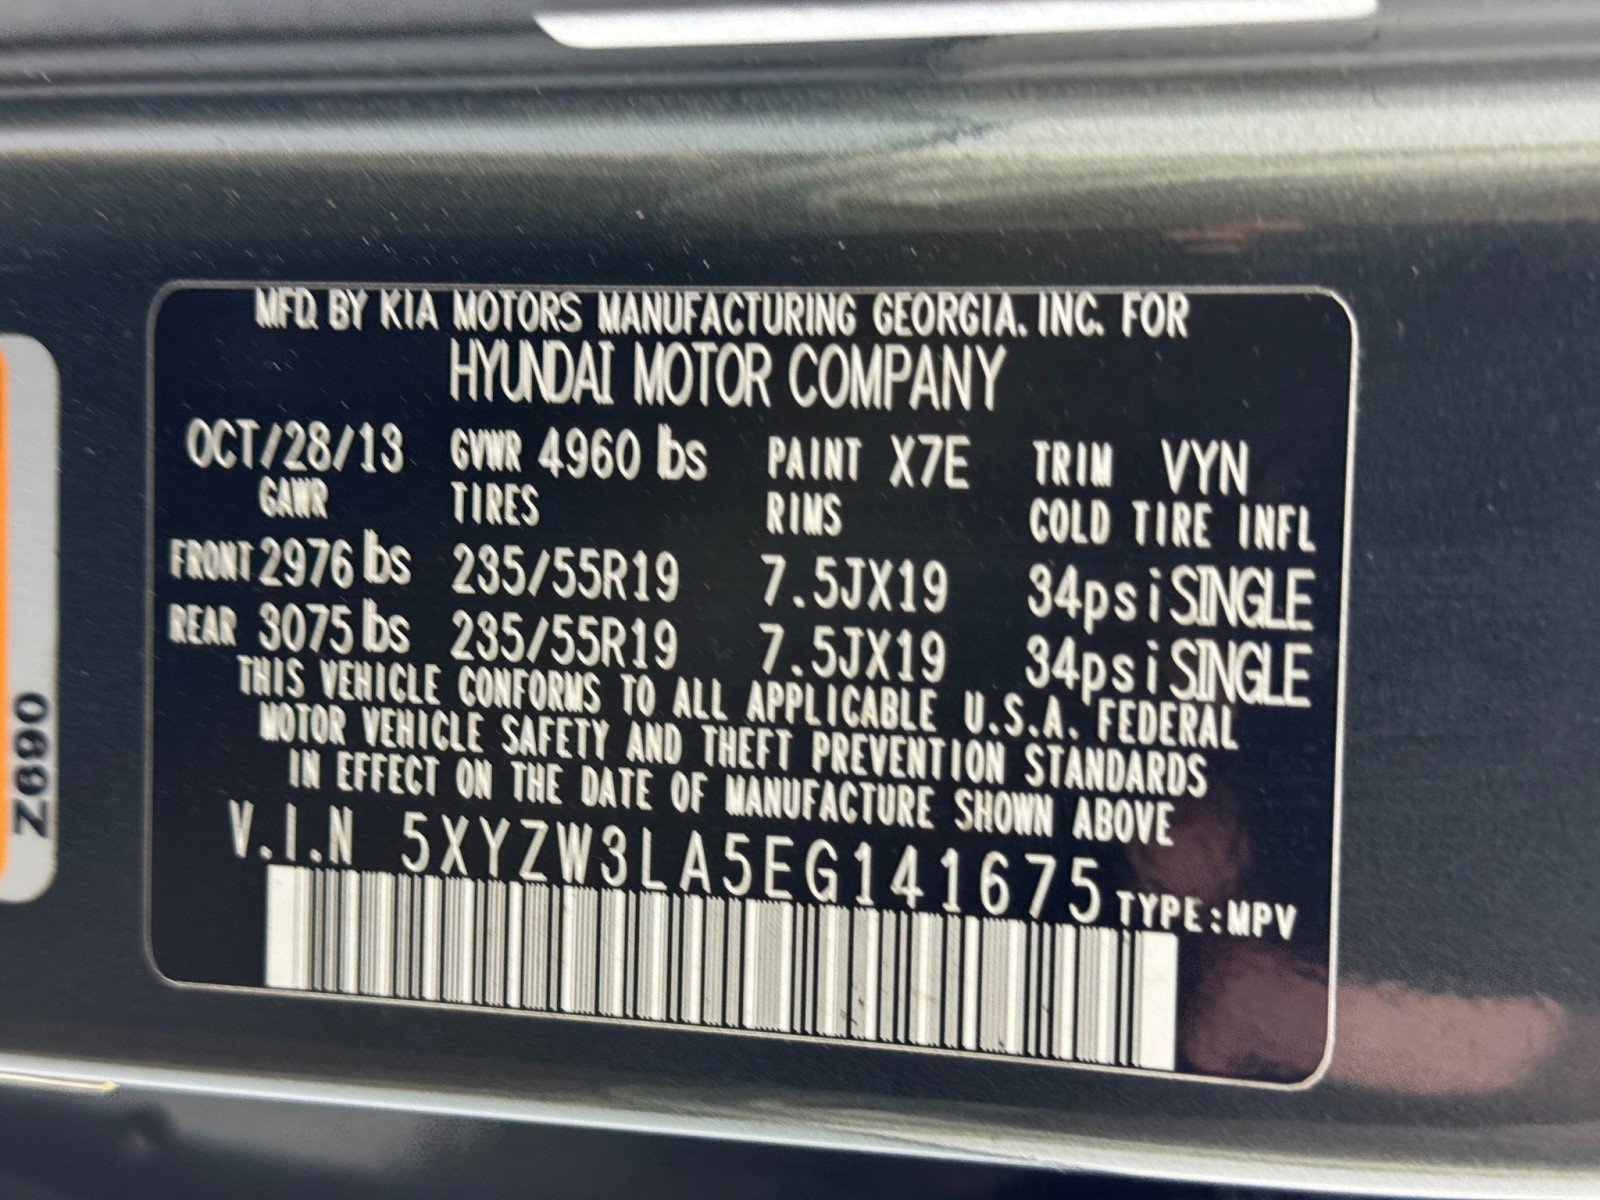 MFD. BY KIA MOTORS MANUFACTURING GEORGIA. INC. FOR
HYUNDAI MOTOR COMPANY
OCT/28/13 GVWR 4960 lbs PAINT X7E TRIM VYN
GAWR TIRES RIMS COLD TIRE INFL
FRONT 2976 lbs 235/55R19 7.5JX19 34psi SINGLE
REAR 3075 lbs 235/55R19 7.5JX19 34psi SINGLE
THIS VEHICLE CONFORMS TO ALL APPLICABLE U.S.A. FEDERAL
MOTOR VEHICLE SAFETY AND THEFT PREVENTION STANDARDS
IN EFFECT ON THE DATE OF MANUFACTURE SHOWN ABOVE
V.I.N 5XYZW3LA5EG141675 TYPE:MPV
Z690